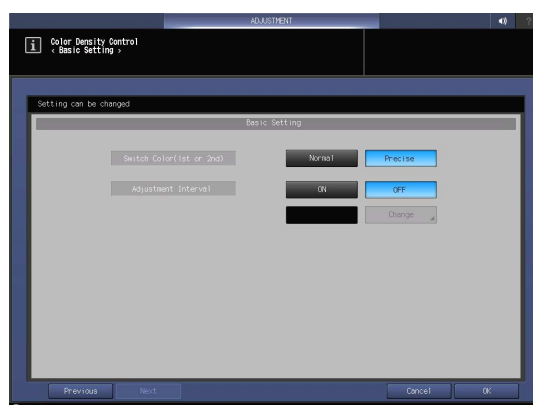 ADJUSTMENT
?
i
Color Density Control
< Basic Setting >
Setting can be changed
Basic Setting
Switch Color(1st or 2nd)
Normal
Precise
Adjustment Interval
ON
OFF
Change
Previous
Next
Cancel
OK